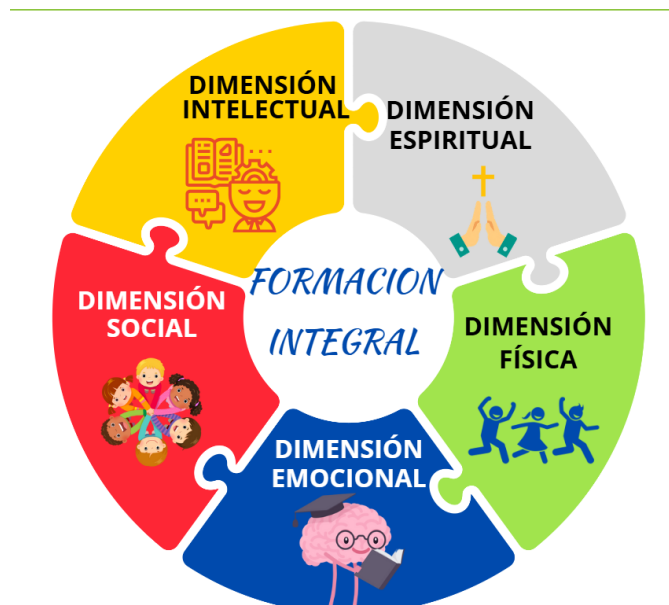 DIMENSIÓN
INTELECTUAL
DIMENSIÓN
ESPIRITUAL
DIMENSIÓN
SOCIAL
FORMACION
INTEGRAL
DIMENSIÓN
FÍSICA
DIMENSIÓN
EMOCIONAL